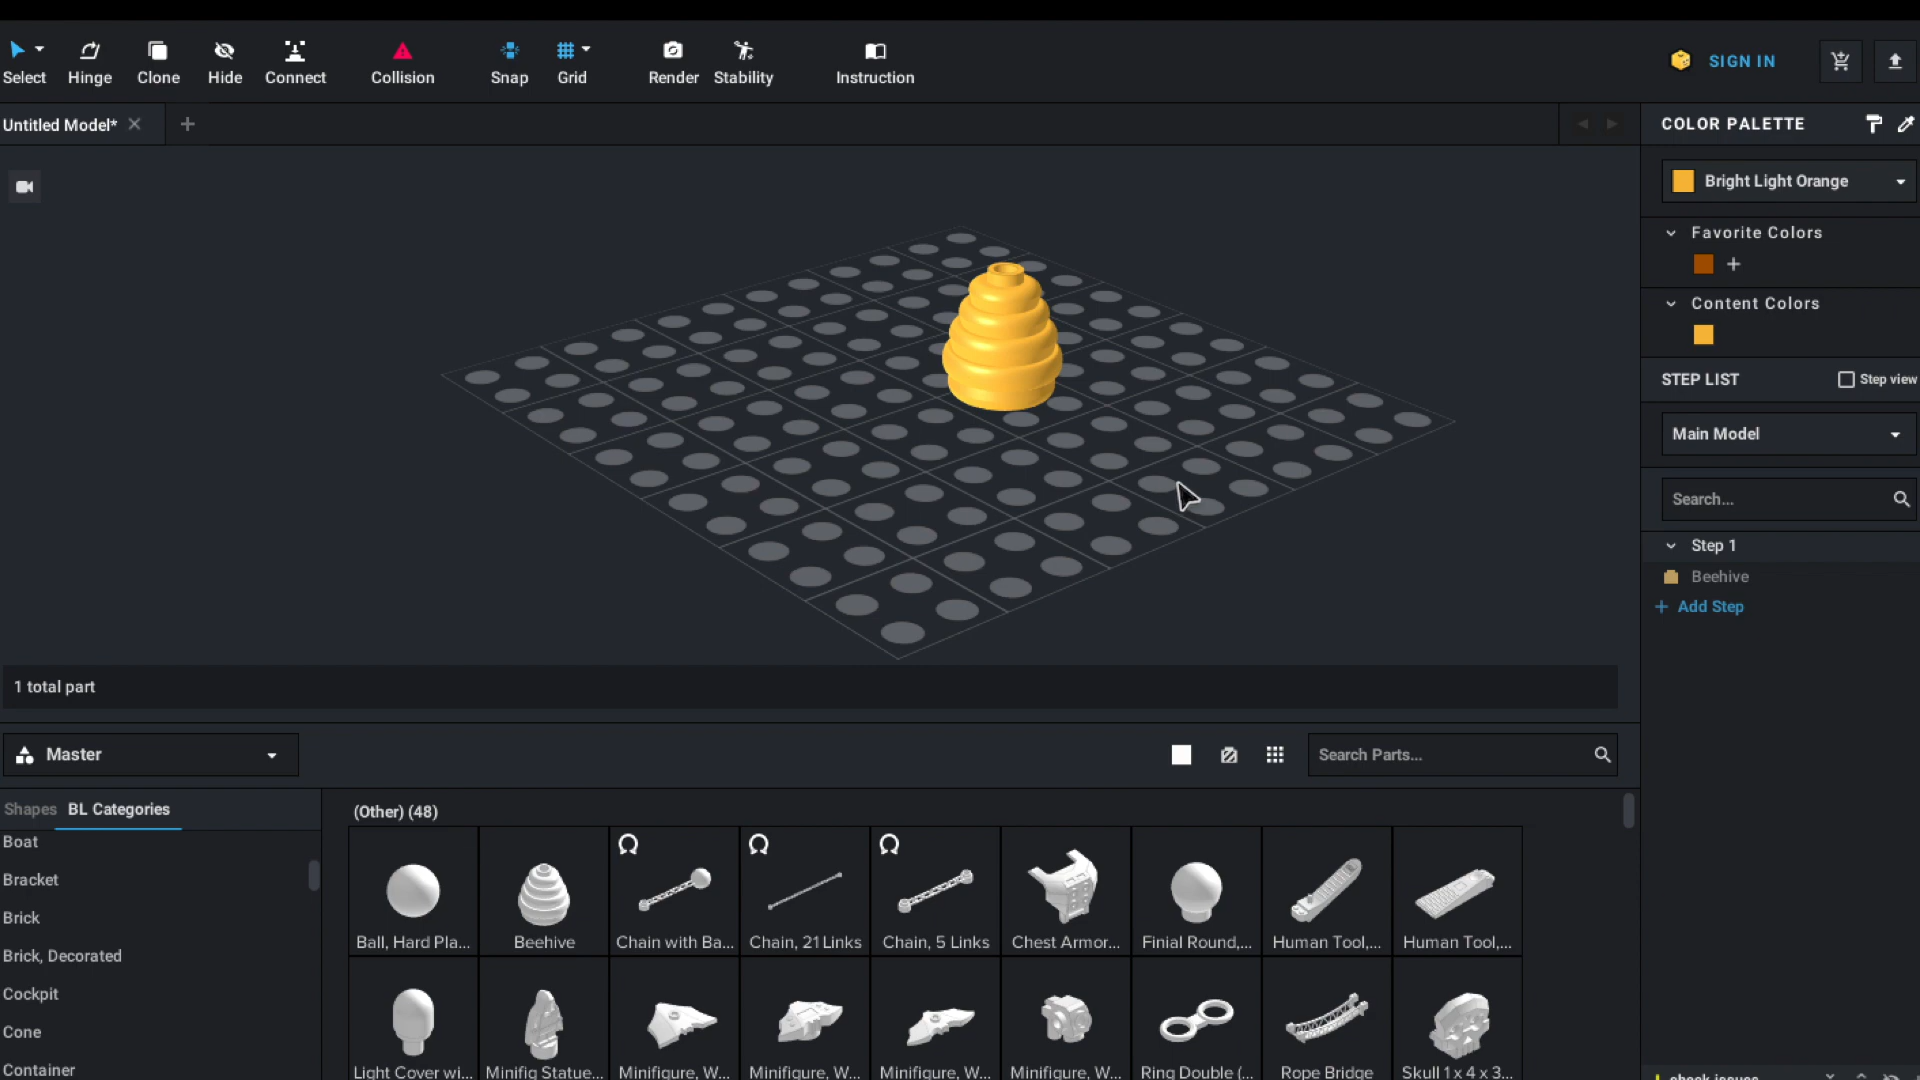 Select
Hinge
Clone
Hide
Connect
Collision
Snap
Grid
Render
Stability
Instruction
SIGN IN
Untitled Model*
COLOR PALETTE
Bright Light Orange
Favorite Colors
Content Colors
STEP LIST
Step view
Main Model
Search...
Step 1
Beehive
+ Add Step
1 total part
Master
Search Parts...
Shapes
BL Categories
Boat
Bracket
Brick
Brick, Decorated
Cockpit
Cone
Container
(Other) (48)
Ball, Hard Pla...
Beehive
Chain with Ba...
Chain, 21 Links
Chain, 5 Links
Chest Armor...
Finial Round,...
Human Tool,...
Human Tool,...
Light Cover wi...
Minifig Statue...
Minifigure, W...
Minifigure, W...
Minifigure, W...
Minifigure, W...
Ring Double (...
Rope Bridge
Skull 1 x 4 x 3...
check issues